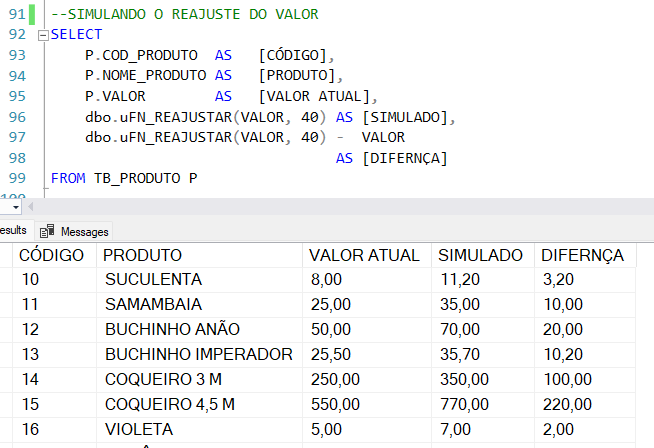 91 --SIMULANDO O REAJUSTE DO VALOR
92 SELECT
93 P.COD_PRODUTO AS [CÓDIGO],
94 P.NOME_PRODUTO AS [PRODUTO],
95 P.VALOR AS [VALOR ATUAL],
96 dbo.uFN_REAJUSTAR(VALOR, 40) AS [SIMULADO],
97 dbo.uFN_REAJUSTAR(VALOR, 40) - VALOR
98 AS [DIFERNÇA]
99 FROM TB_PRODUTO P
esults Messages
CÓDIGO PRODUTO VALOR ATUAL SIMULADO DIFERNÇA
10 SUCULENTA 8,00 11,20 3,20
11 SAMAMBAIA 25,00 35,00 10,00
12 BUCHINHO ANÃO 50,00 70,00 20,00
13 BUCHINHO IMPERADOR 25,50 35,70 10,20
14 COQUEIRO 3 M 250,00 350,00 100,00
15 COQUEIRO 4,5 M 550,00 770,00 220,00
16 VIOLETA 5,00 7,00 2,00